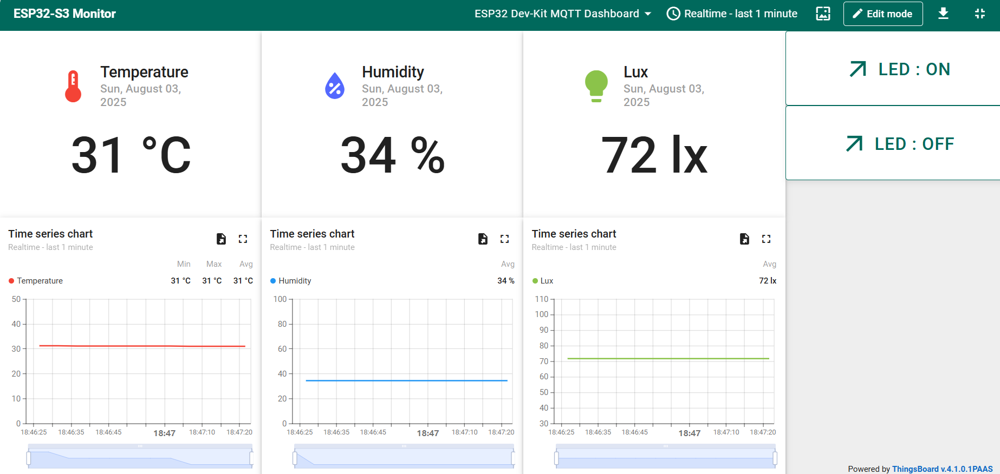 ESP32-S3 Monitor
ESP32 Dev-Kit MQTT Dashboard
Realtime - last 1 minute
Edit mode
Temperature
Sun, August 03,
2025
31 °C
Humidity
Sun, August 03,
2025
34 %
Lux
Sun, August 03,
2025
72 lx
LED : ON
LED : OFF
Time series chart
Realtime - last 1 minute
Min Max Avg
Temperature 31 °C 31 °C 31 °C
50
40
30
20
10
0
18:46:25 18:46:35 18:46:45 18:47 18:47:10 18:47:20
Time series chart
Realtime - last 1 minute
Avg
Humidity 34 %
100
80
60
40
20
0
18:46:25 18:46:35 18:46:45 18:47 18:47:10 18:47:20
Time series chart
Realtime - last 1 minute
Avg
Lux 72 lx
110
100
90
80
70
60
50
40
30
18:46:25 18:46:35 18:46:45 18:47 18:47:10 18:47:20
Powered by ThingsBoard v.4.1.0.1PAAS